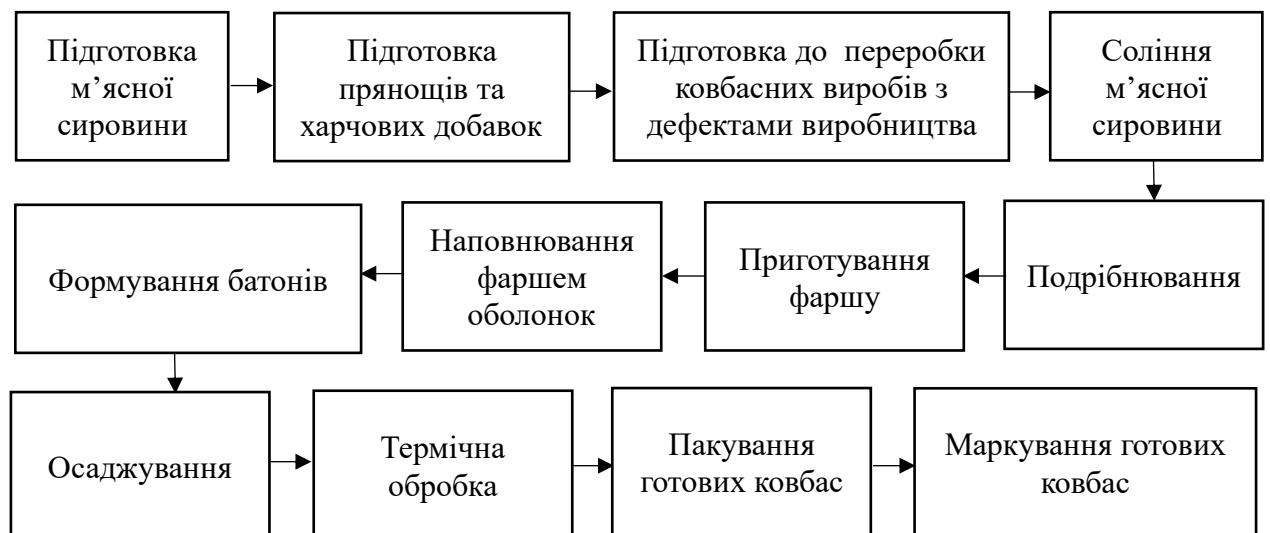 Підготовка
м’ясної
сировини
Підготовка
прянощів та
харчових добавок
Підготовка до переробки
ковбасних виробів з
дефектами виробництва
Соління
м’ясної
сировини
Подрібнювання
Приготування
фаршу
Наповнювання
фаршем
оболонок
Формування батонів
Осаджування
Термічна
обробка
Пакування
готових ковбас
Маркування готових
ковбас